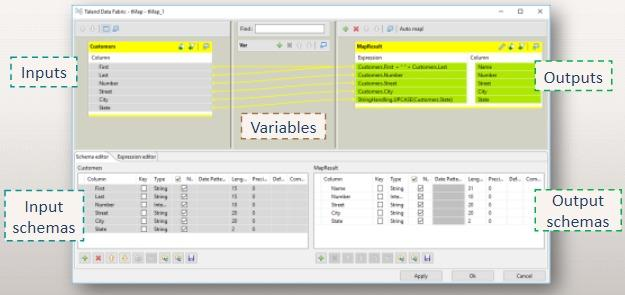 Talend Data Fabric - tMap - tMap_1
Find:
Auto map!
Customers
Column
First
Last
Number
Street
City
State
Var
MapResult
Expression Column
Customers.First + " " + Customers.Last Name
Customers.Number Number
Customers.Street Street
Customers.City City
StringHandling.UPCASE(Customers.State) State
Inputs
Variables
Outputs
Schema editor Expression editor
Customers
Column Key Type N.. Date Patte... Leng... Preci... Def... Com...
First String 15 0
Last String 15 0
Number Inte... 10 0
Street String 20 0
City String 20 0
State String 2 0
MapResult
Column Key Type N.. Date Patte... Leng... Preci... Def... Com...
Name String 31 0
Number String 10 0
Street String 20 0
City String 20 0
State String 2 0
Input
schemas
Output
schemas
Apply Ok Cancel